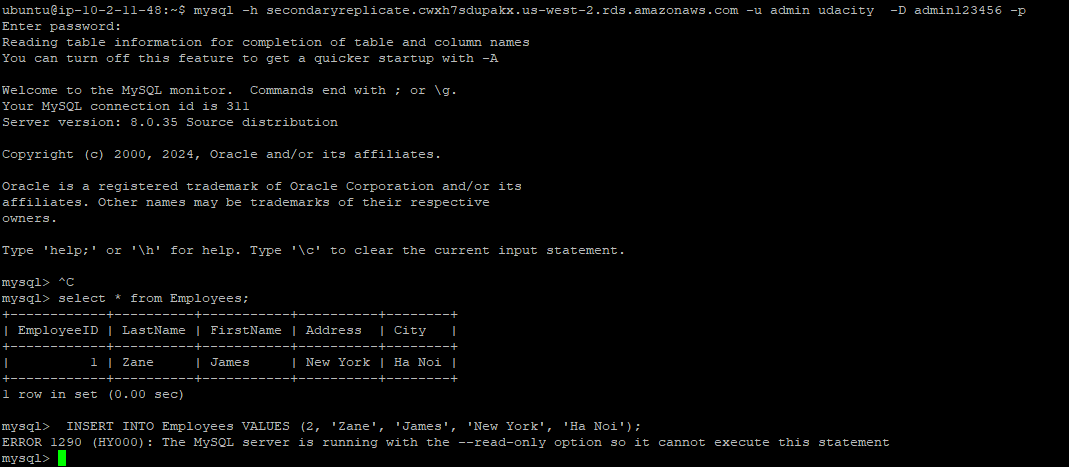 ubuntu@ip-10-2-11-48:~$ mysql -h secondaryreplicate.cwxh7sdupakx.us-west-2.rds.amazonaws.com -u admin udacity  -D admin123456 -p
Enter password:
Reading table information for completion of table and column names
You can turn off this feature to get a quicker startup with -A

Welcome to the MySQL monitor.  Commands end with ; or \g.
Your MySQL connection id is 311
Server version: 8.0.35 Source distribution

Copyright (c) 2000, 2024, Oracle and/or its affiliates.

Oracle is a registered trademark of Oracle Corporation and/or its
affiliates. Other names may be trademarks of their respective
owners.

Type 'help;' or '\h' for help. Type '\c' to clear the current input statement.

mysql> ^C
mysql> select * from Employees;
+------------+----------+-----------+----------+--------+
| EmployeeID | LastName | FirstName | Address  | City   |
+------------+----------+-----------+----------+--------+
|          1 | Zane     | James     | New York | Ha Noi |
+------------+----------+-----------+----------+--------+
1 row in set (0.00 sec)

mysql>  INSERT INTO Employees VALUES (2, 'Zane', 'James', 'New York', 'Ha Noi');
ERROR 1290 (HY000): The MySQL server is running with the --read-only option so it cannot execute this statement
mysql>